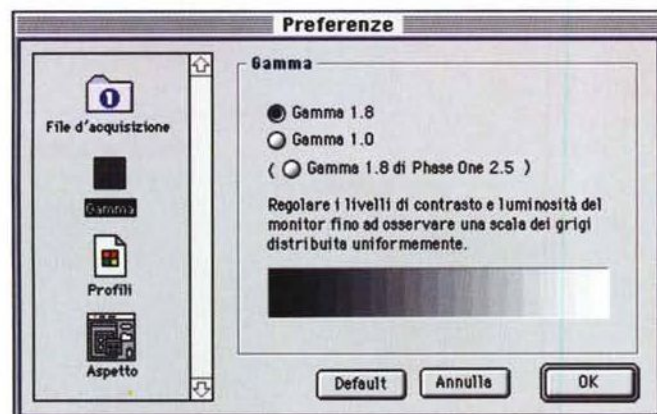 Preferenze
File d'acquisizione
Gamma
Profili
Aspetto
Gamma
Gamma 1.8
Gamma 1.0
( Gamma 1.8 di Phase One 2.5 )
Regolare i livelli di contrasto e luminosità del
monitor fino ad osservare una scala dei grigi
distribuita uniformemente.
Default
Annulla
OK